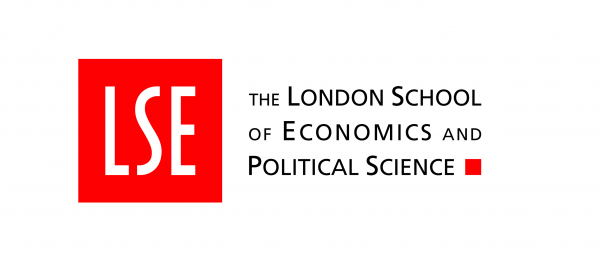 LSE
THE LONDON SCHOOL
OF ECONOMICS AND
POLITICAL SCIENCE